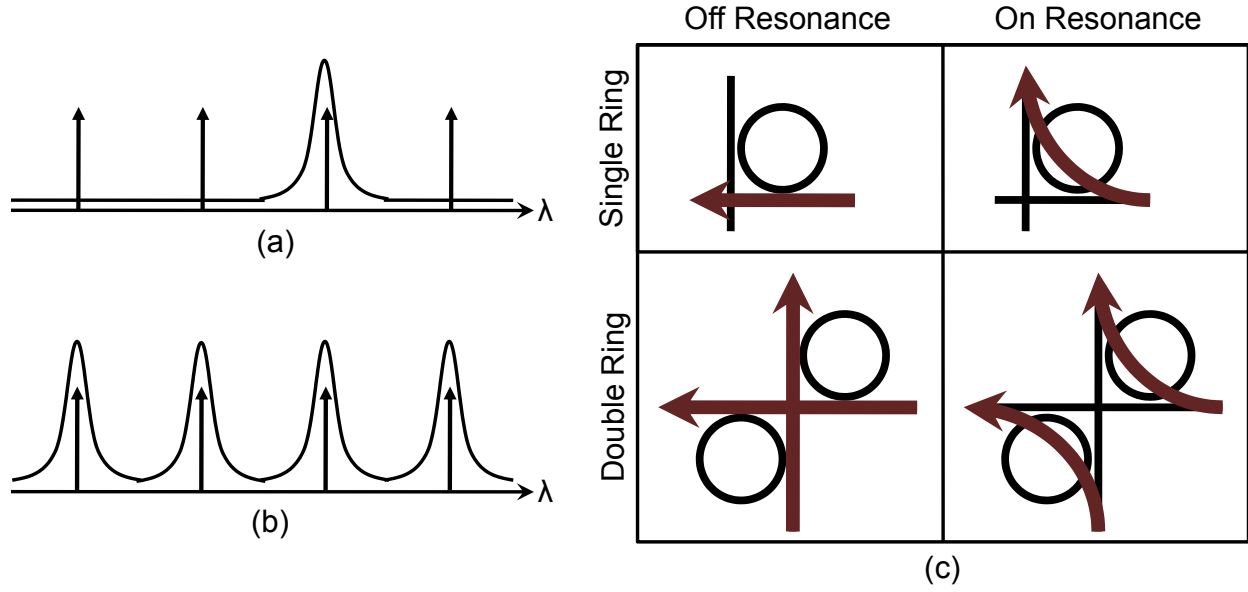 λ
(a)
λ
(b)
Off Resonance
On Resonance
Single Ring
Double Ring
(c)